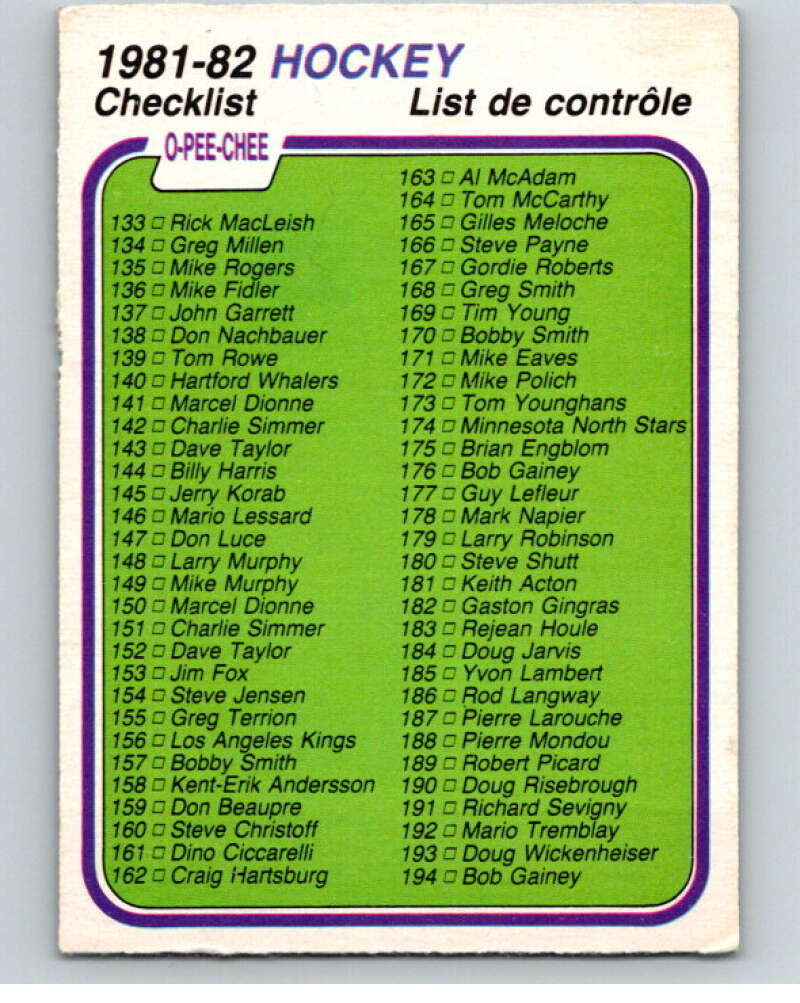 1981-82 HOCKEY
Checklist List de contrôle
O-PEE-CHEE
133 □ Rick MacLeish
134 □ Greg Millen
135 □ Mike Rogers
136 □ Mike Fidler
137 □ John Garrett
138 □ Don Nachbauer
139 □ Tom Rowe
140 □ Hartford Whalers
141 □ Marcel Dionne
142 □ Charlie Simmer
143 □ Dave Taylor
144 □ Billy Harris
145 □ Jerry Korab
146 □ Mario Lessard
147 □ Don Luce
148 □ Larry Murphy
149 □ Mike Murphy
150 □ Marcel Dionne
151 □ Charlie Simmer
152 □ Dave Taylor
153 □ Jim Fox
154 □ Steve Jensen
155 □ Greg Terrion
156 □ Los Angeles Kings
157 □ Bobby Smith
158 □ Kent-Erik Andersson
159 □ Don Beaupre
160 □ Steve Christoff
161 □ Dino Ciccarelli
162 □ Craig Hartsburg
163 □ Al McAdam
164 □ Tom McCarthy
165 □ Gilles Meloche
166 □ Steve Payne
167 □ Gordie Roberts
168 □ Greg Smith
169 □ Tim Young
170 □ Bobby Smith
171 □ Mike Eaves
172 □ Mike Polich
173 □ Tom Younghans
174 □ Minnesota North Stars
175 □ Brian Engblom
176 □ Bob Gainey
177 □ Guy Lefleur
178 □ Mark Napier
179 □ Larry Robinson
180 □ Steve Shutt
181 □ Keith Acton
182 □ Gaston Gingras
183 □ Rejean Houle
184 □ Doug Jarvis
185 □ Yvon Lambert
186 □ Rod Langway
187 □ Pierre Larouche
188 □ Pierre Mondou
189 □ Robert Picard
190 □ Doug Risebrough
191 □ Richard Sevigny
192 □ Mario Tremblay
193 □ Doug Wickenheiser
194 □ Bob Gainey